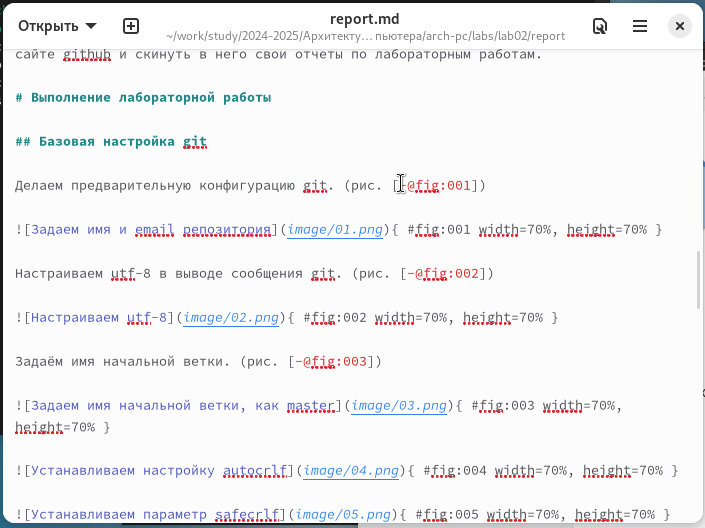 Открыть
report.md
~/work/study/2024-2025/Архитекту…пьютера/arch-pc/labs/lab02/report
сайте github и скинуть в него свои отчеты по лабораторным работам.
# Выполнение лабораторной работы
## Базовая настройка git
Делаем предварительную конфигурацию git. (рис. [-@fig:001])
![Задаем имя и email репозитория](image/01.png){ #fig:001 width=70%, height=70% }
Настраиваем utf-8 в выводе сообщения git. (рис. [-@fig:002])
![Настраиваем utf-8](image/02.png){ #fig:002 width=70%, height=70% }
Задаём имя начальной ветки. (рис. [-@fig:003])
![Задаем имя начальной ветки, как master](image/03.png){ #fig:003 width=70%,
height=70% }
![Устанавливаем настройку autocrlf](image/04.png){ #fig:004 width=70%, height=70% }
![Устанавливаем параметр safecrlf](image/05.png){ #fig:005 width=70%, height=70% }